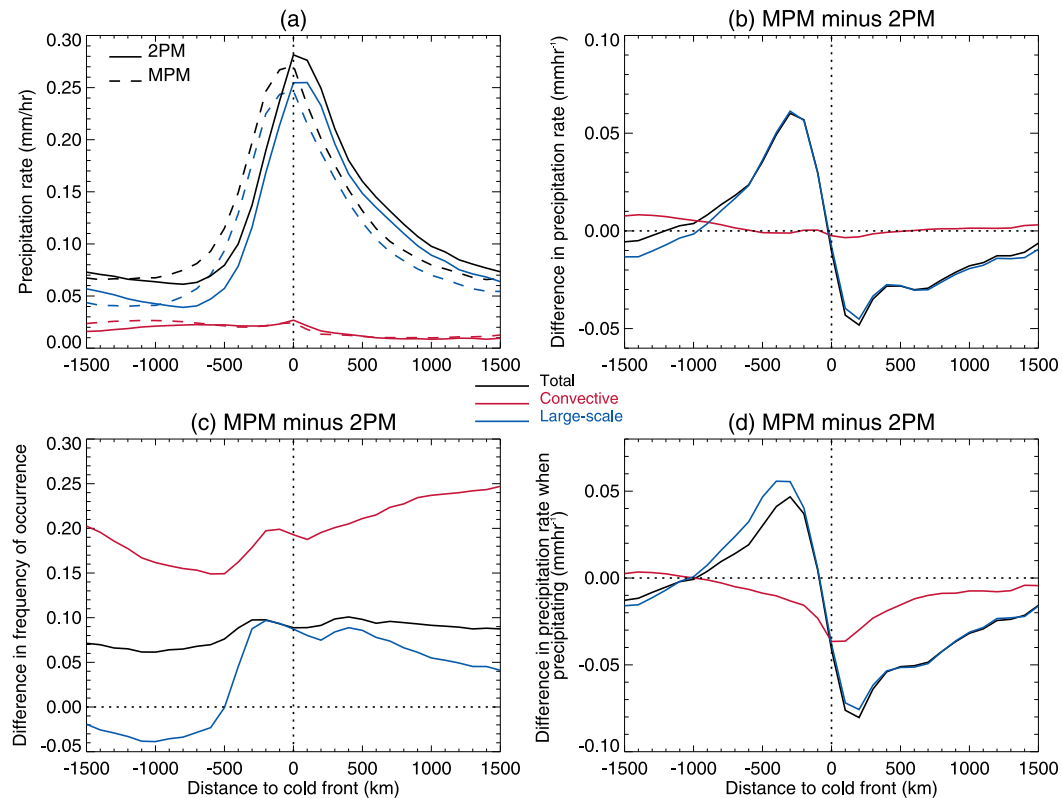 (a)
(b) MPM minus 2PM
Precipitation rate (mm/hr)
0.30
0.25
0.20
0.15
0.10
0.05
0.00
2PM
MPM
-1500 -1000 -500 0 500 1000 1500
Difference in precipitation rate (mmhr-1)
0.10
0.05
0.00
-0.05
-1500 -1000 -500 0 500 1000 1500
Total
Convective
Large-scale
(c) MPM minus 2PM
(d) MPM minus 2PM
Difference in frequency of occurrence
0.30
0.25
0.20
0.15
0.10
0.05
0.00
-0.05
-1500 -1000 -500 0 500 1000 1500
Distance to cold front (km)
Difference in precipitation rate when
precipitating (mmhr-1)
0.05
0.00
-0.05
-0.10
-1500 -1000 -500 0 500 1000 1500
Distance to cold front (km)